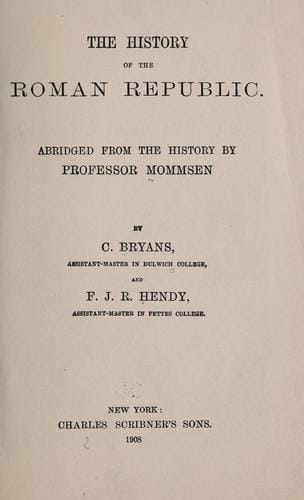 THE HISTORY
OF THE
ROMAN REPUBLIC.
ABRIDGED FROM THE HISTORY BY
PROFESSOR MOMMSEN
BY
C. BRYANS,
ASSISTANT-MASTER IN DULWICH COLLEGE,
AND
F. J. R. HENDY,
ASSISTANT-MASTER IN FETTES COLLEGE.
NEW YORK:
CHARLES SCRIBNER'S SONS.
1908
2